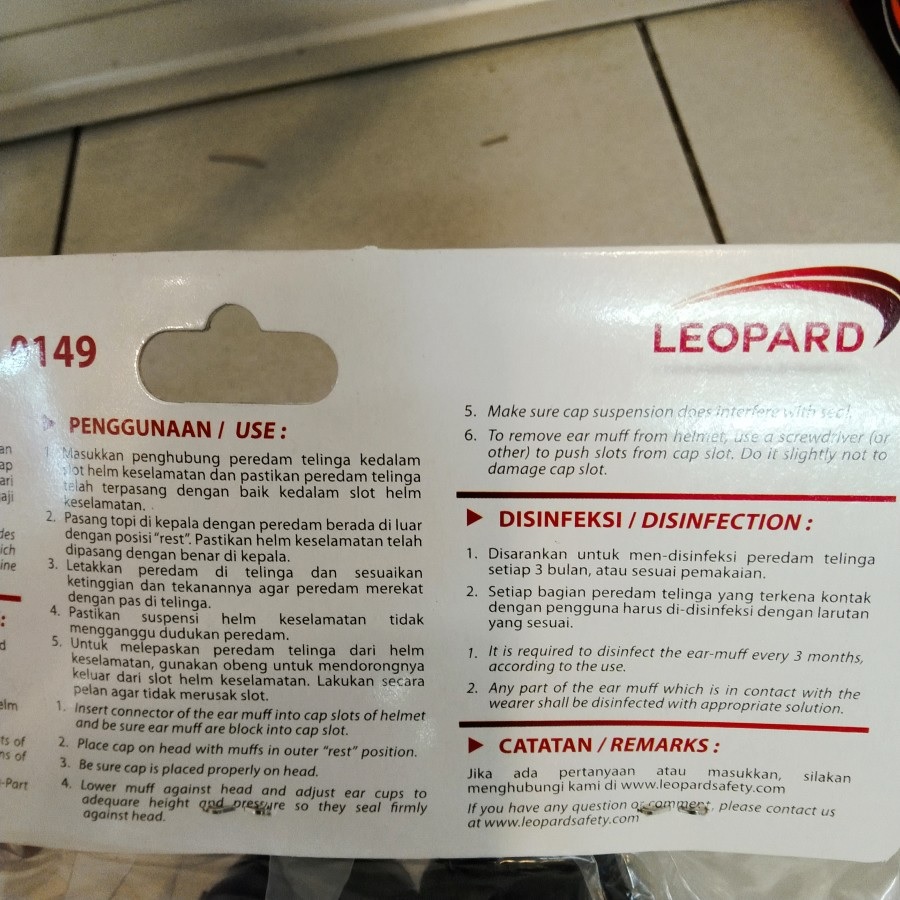 0149
LEOPARD
an
ap
ari
aji
des
ich
ine
:
d
elm
ts of
ns of
-Part
PENGGUNAAN / USE :
1. Masukkan penghubung peredam telinga kedalam
slot helm keselamatan dan pastikan peredam telinga
telah terpasang dengan baik kedalam slot helm
keselamatan.
2. Pasang topi di kepala dengan peredam berada di luar
dengan posisi “rest”. Pastikan helm keselamatan telah
dipasang dengan benar di kepala.
3. Letakkan peredam di telinga dan sesuaikan
ketinggian dan tekanannya agar peredam merekat
dengan pas di telinga.
4. Pastikan suspensi helm keselamatan tidak
mengganggu dudukan peredam.
5. Untuk melepaskan peredam telinga dari helm
keselamatan, gunakan obeng untuk mendorongnya
keluar dari slot helm keselamatan. Lakukan secara
pelan agar tidak merusak slot.
1. Insert connector of the ear muff into cap slots of helmet
and be sure ear muff are block into cap slot.
2. Place cap on head with muffs in outer “rest” position.
3. Be sure cap is placed properly on head.
4. Lower muff against head and adjust ear cups to
adequare height and pressure so they seal firmly
against head.
5. Make sure cap suspension does interfere with seal.
6. To remove ear muff from helmet, use a screwdriver (or
other) to push slots from cap slot. Do it slightly not to
damage cap slot.
DISINFEKSI / DISINFECTION :
1. Disarankan untuk men-disinfeksi peredam telinga
setiap 3 bulan, atau sesuai pemakaian.
2. Setiap bagian peredam telinga yang terkena kontak
dengan pengguna harus di-disinfeksi dengan larutan
yang sesuai.
1. It is required to disinfect the ear-muff every 3 months,
according to the use.
2. Any part of the ear muff which is in contact with the
wearer shall be disinfected with appropriate solution.
CATATAN / REMARKS :
Jika ada pertanyaan atau masukkan, silakan
menghubungi kami di www.leopardsafety.com
If you have any question or comment, please contact us
at www.leopardsafety.com